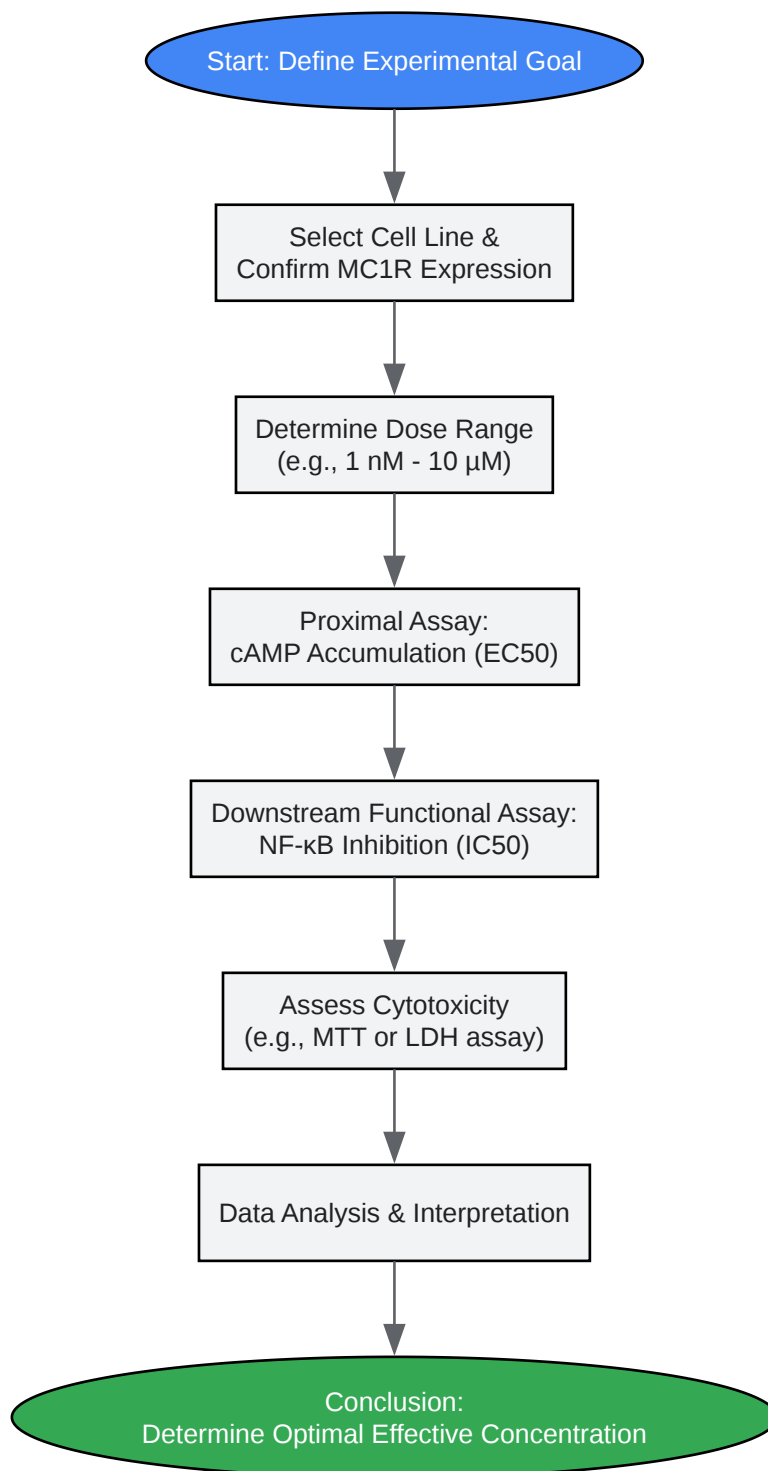 Start: Define Experimental Goal
Select Cell Line &
Confirm MC1R Expression
Determine Dose Range
(e.g., 1 nM - 10 µM)
Proximal Assay:
cAMP Accumulation (EC50)
Downstream Functional Assay:
NF-κB Inhibition (IC50)
Assess Cytotoxicity
(e.g., MTT or LDH assay)
Data Analysis & Interpretation
Conclusion:
Determine Optimal Effective Concentration